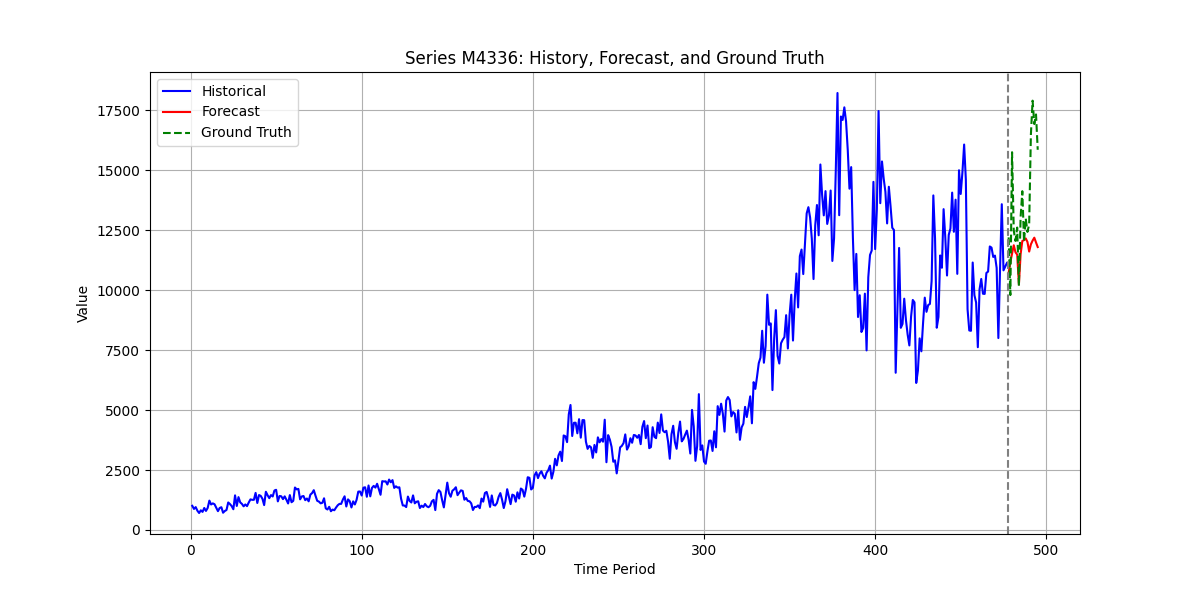 Series M4336: History, Forecast, and Ground Truth
Historical
Forecast
Ground Truth
Value
17500
15000
12500
10000
7500
5000
2500
0
0 100 200 300 400 500
Time Period